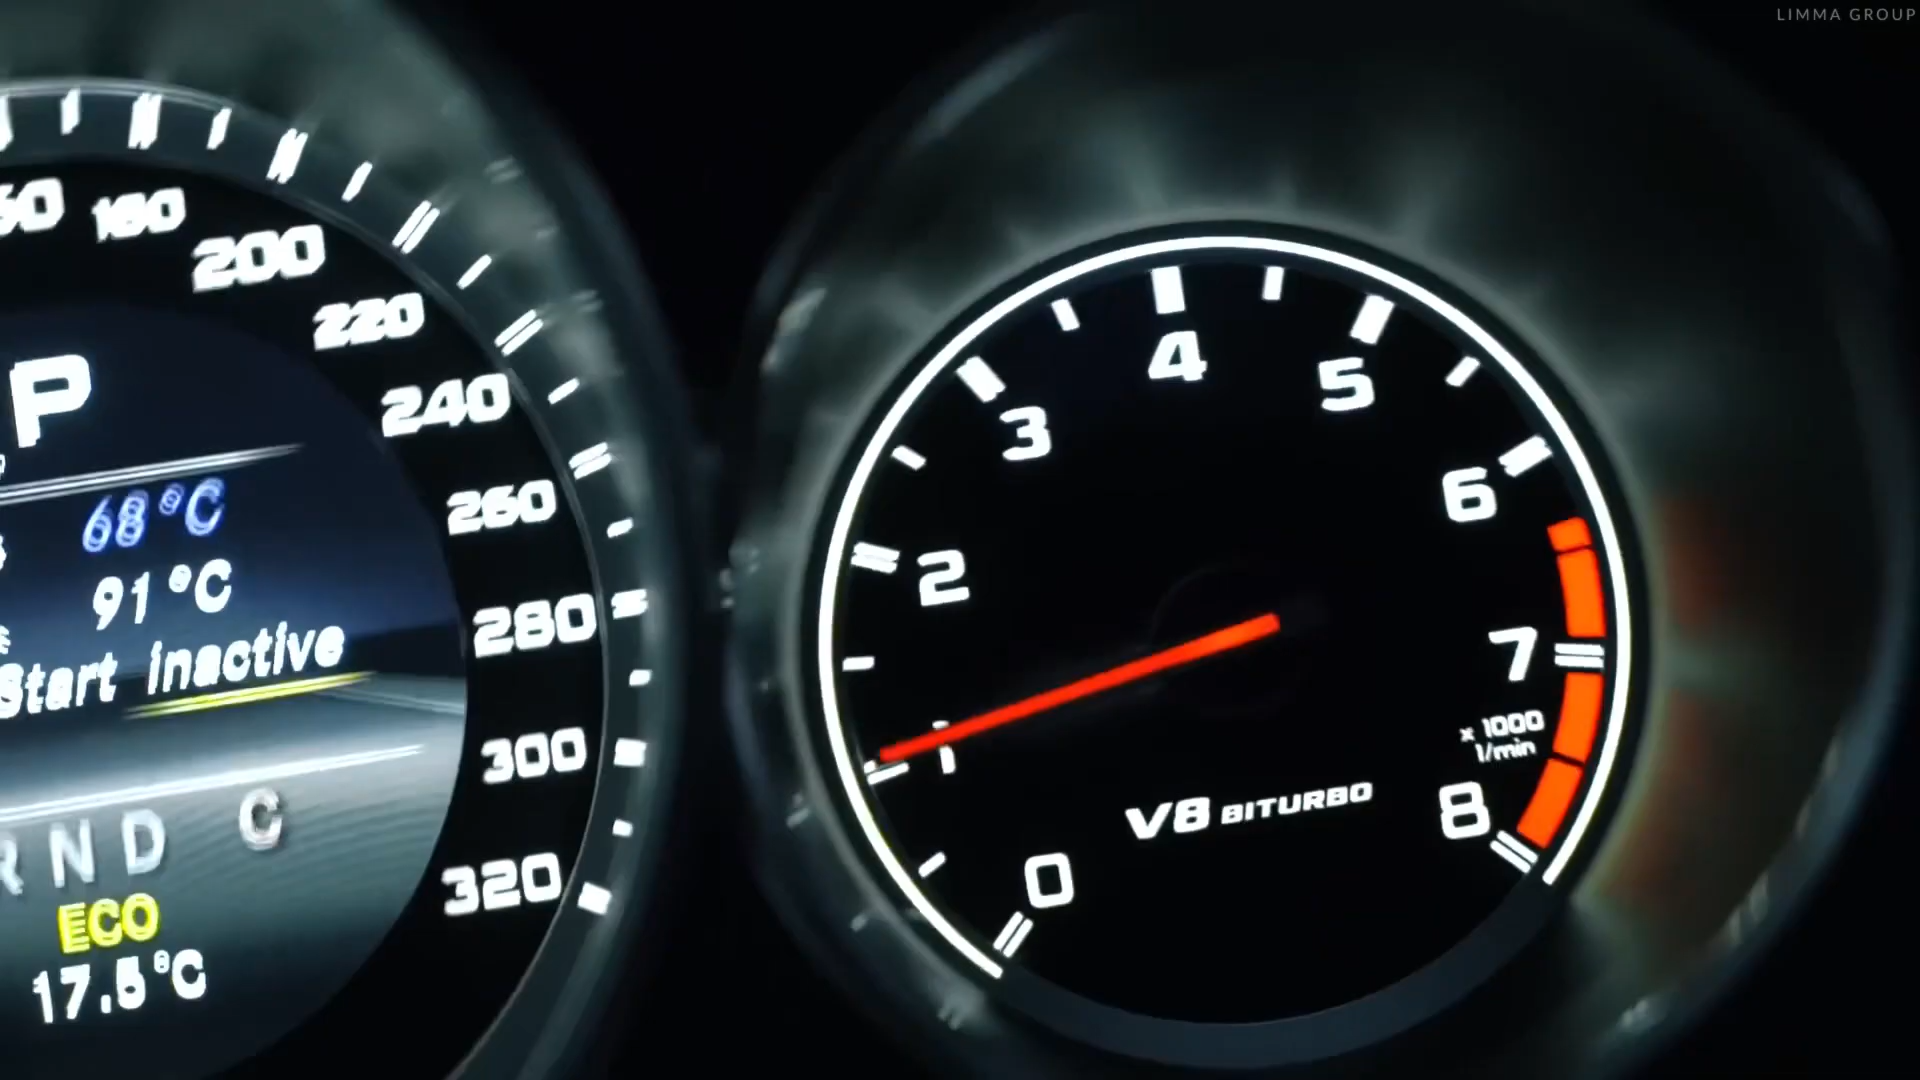 LIMMA GROUP
160
200
220
240
260
280
300
320
P
68°C
91°C
Start inactive
R N D C
ECO
17.5°C
0
1
2
3
4
5
6
7
8
x 1000
1/min
V8 BITURBO